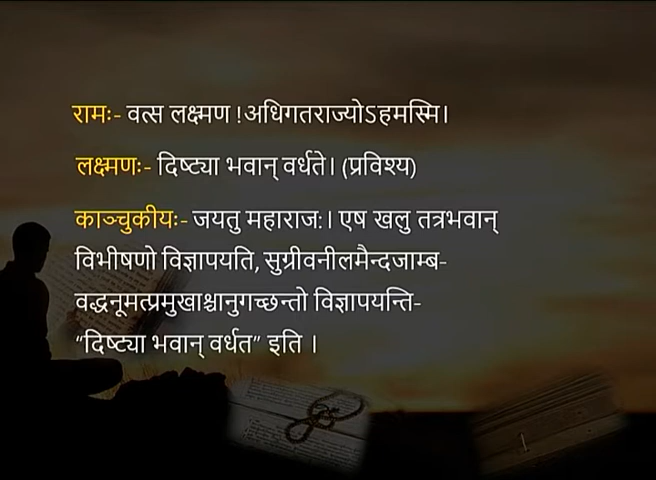 रामः- वत्स लक्ष्मण ! अधिगतराज्योऽहमस्मि।
लक्ष्मणः- दिष्ट्या भवान् वर्धते। (प्रविश्य)
काञ्चुकीयः- जयतु महाराजः। एष खलु तत्रभवान्
विभीषणो विज्ञापयति, सुग्रीवनीलमैन्दजाम्ब-
वद्धनूमत्प्रमुखाश्चानुगच्छन्तो विज्ञापयन्ति-
“दिष्ट्या भवान् वर्धत” इति ।